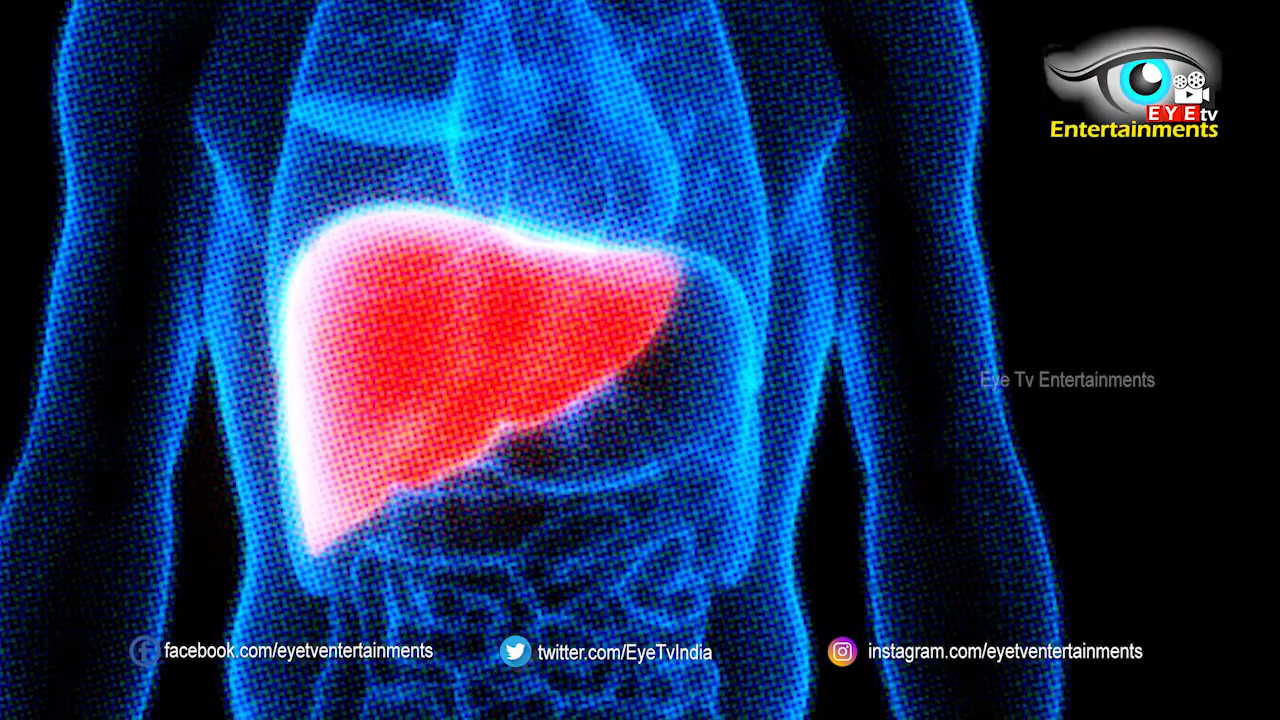 EYE tv
Entertainments
Eye Tv Entertainments
facebook.com/eyetventertainments
twitter.com/EyeTvIndia
instagram.com/eyetventertainments